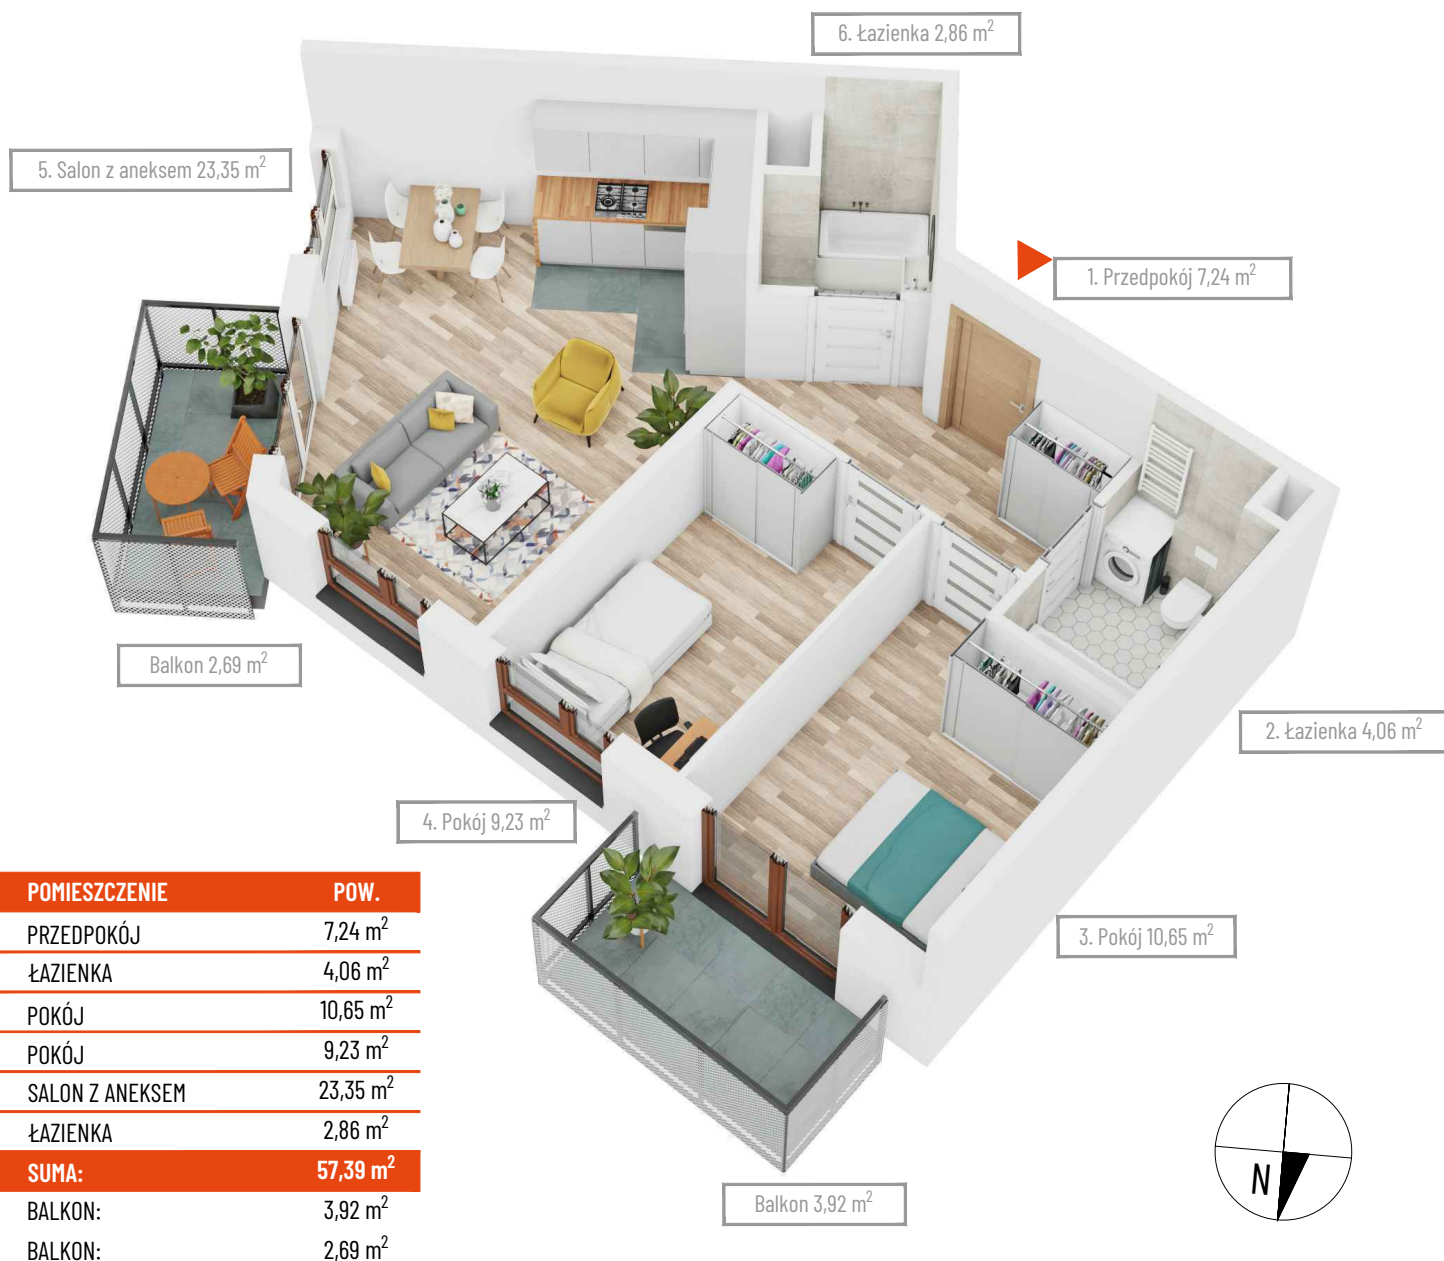 6. Łazienka 2,86 m²
5. Salon z aneksem 23,35 m²
1. Przedpokój 7,24 m²
Balkon 2,69 m²
2. Łazienka 4,06 m²
4. Pokój 9,23 m²
3. Pokój 10,65 m²
Balkon 3,92 m²
POMIESZCZENIE POW.
PRZEDPOKÓJ 7,24 m²
ŁAZIENKA 4,06 m²
POKÓJ 10,65 m²
POKÓJ 9,23 m²
SALON Z ANEKSEM 23,35 m²
ŁAZIENKA 2,86 m²
SUMA: 57,39 m²
BALKON: 3,92 m²
BALKON: 2,69 m²
N